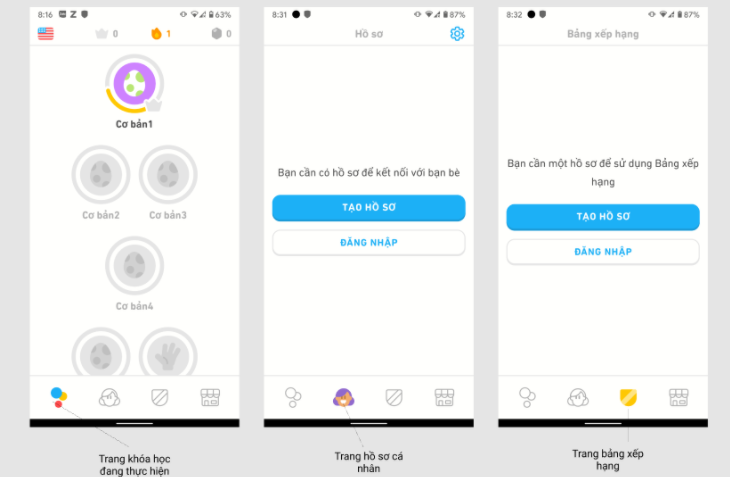 8:16
63%
0
1
0
Cơ bản1
Cơ bản2
Cơ bản3
Cơ bản4
Trang khóa học
đang thực hiện
8:31
87%
Hồ sơ
Bạn cần có hồ sơ để kết nối với bạn bè
TẠO HỒ SƠ
ĐĂNG NHẬP
Trang hồ sơ cá
nhân
8:32
87%
Bảng xếp hạng
Bạn cần một hồ sơ để sử dụng Bảng xếp
hạng
TẠO HỒ SƠ
ĐĂNG NHẬP
Trang bảng xếp
hạng